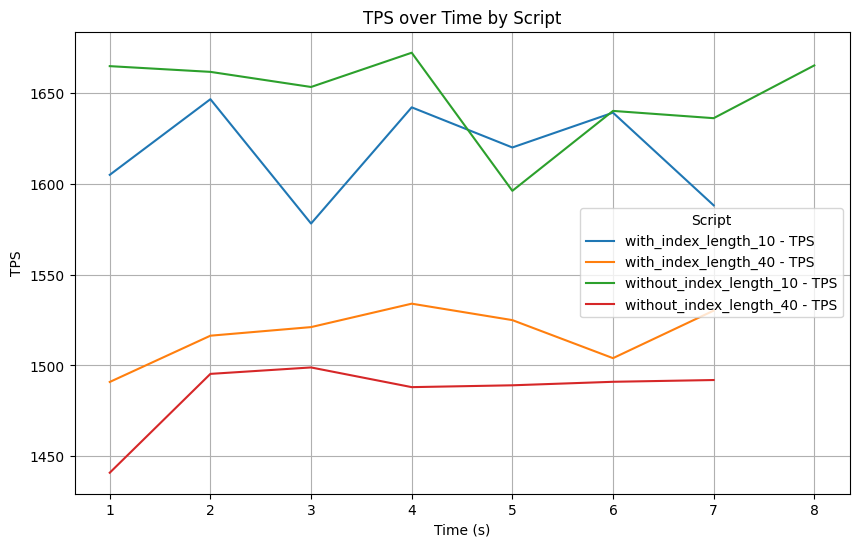 TPS over Time by Script
TPS
1650
1600
1550
1500
1450
Script
with_index_length_10 - TPS
with_index_length_40 - TPS
without_index_length_10 - TPS
without_index_length_40 - TPS
1 2 3 4 5 6 7 8
Time (s)